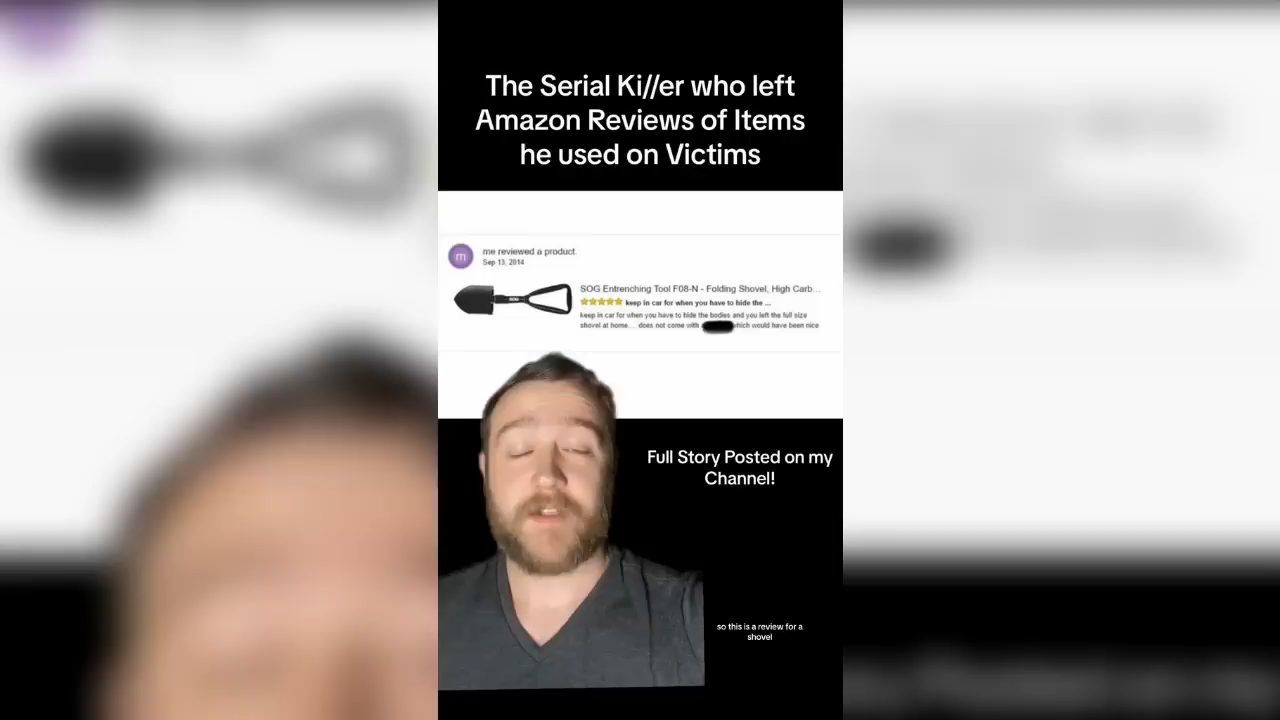 The Serial Ki//er who left
Amazon Reviews of Items
he used on Victims
m
me reviewed a product
Sep 13, 2014
SOG Entrenching Tool F08-N - Folding Shovel, High Carb...
keep in car for when you have to hide the ...
keep in car for when you have to hide the bodies and you left the full size
shovel at home.... does not come with which would have been nice
Full Story Posted on my
Channel!
so this is a review for a
shovel